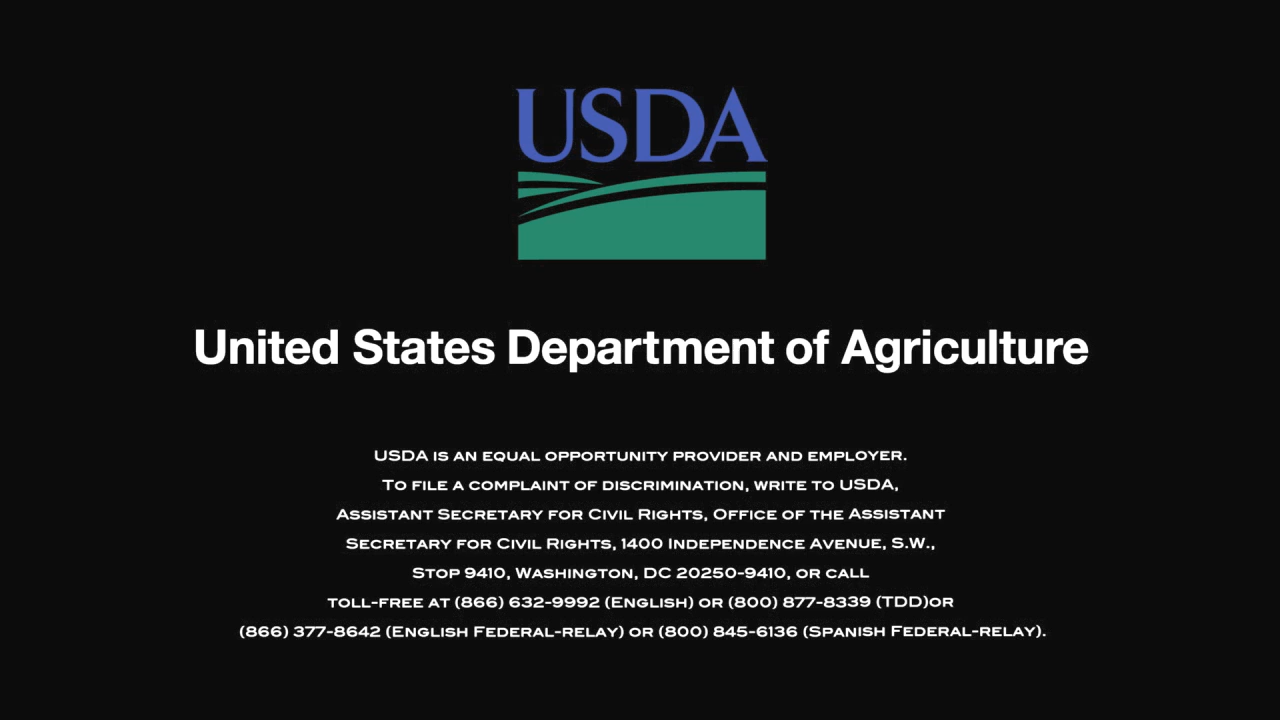 USDA
United States Department of Agriculture
USDA is an equal opportunity provider and employer.
To file a complaint of discrimination, write to USDA,
Assistant Secretary for Civil Rights, Office of the Assistant
Secretary for Civil Rights, 1400 Independence Avenue, S.W.,
Stop 9410, Washington, DC 20250-9410, or call
toll-free at (866) 632-9992 (English) or (800) 877-8339 (TDD)or
(866) 377-8642 (English Federal-relay) or (800) 845-6136 (Spanish Federal-relay).